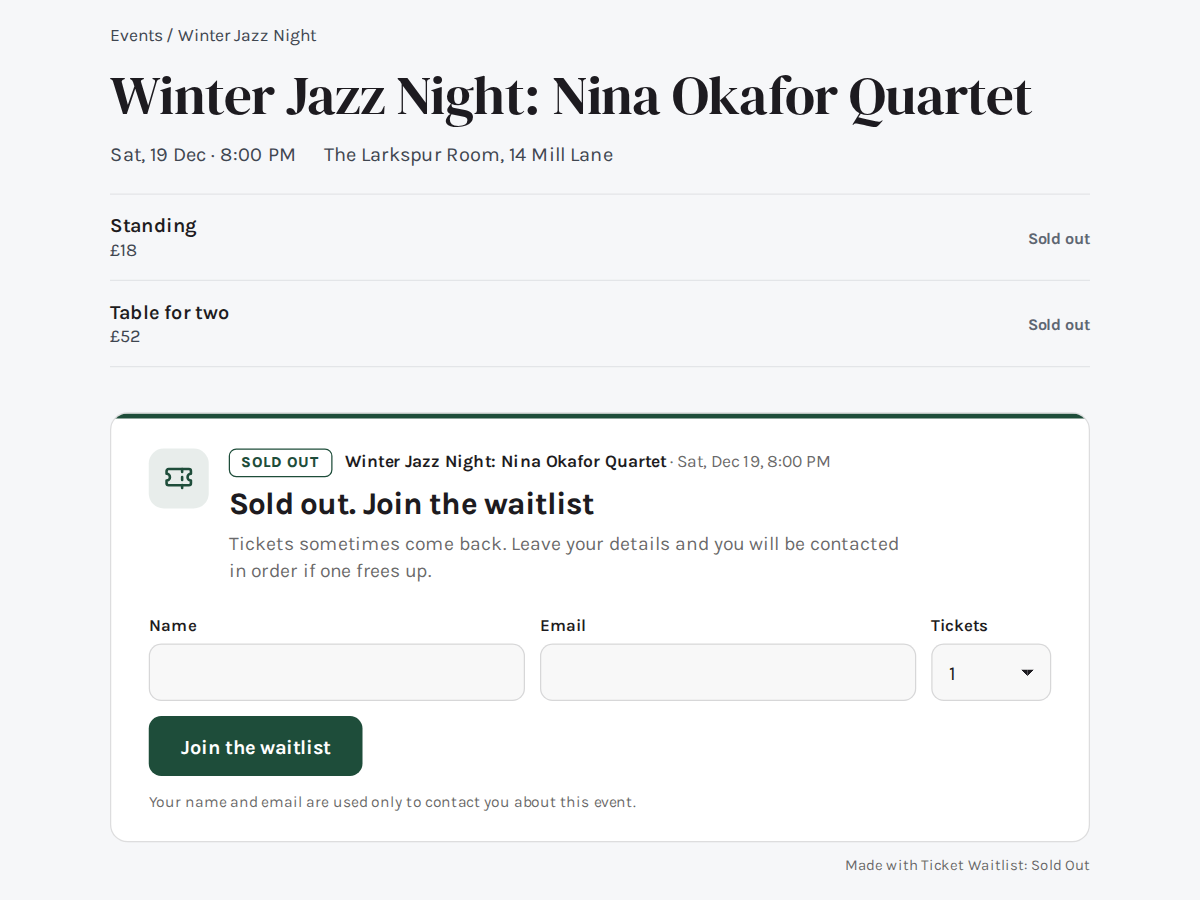 Events / Winter Jazz Night
Winter Jazz Night: Nina Okafor Quartet
Sat, 19 Dec · 8:00 PM The Larkspur Room, 14 Mill Lane
Standing
£18
Sold out
Table for two
£52
Sold out
SOLD OUT Winter Jazz Night: Nina Okafor Quartet · Sat, Dec 19, 8:00 PM
Sold out. Join the waitlist
Tickets sometimes come back. Leave your details and you will be contacted
in order if one frees up.
Name Email Tickets
1
Join the waitlist
Your name and email are used only to contact you about this event.
Made with Ticket Waitlist: Sold Out